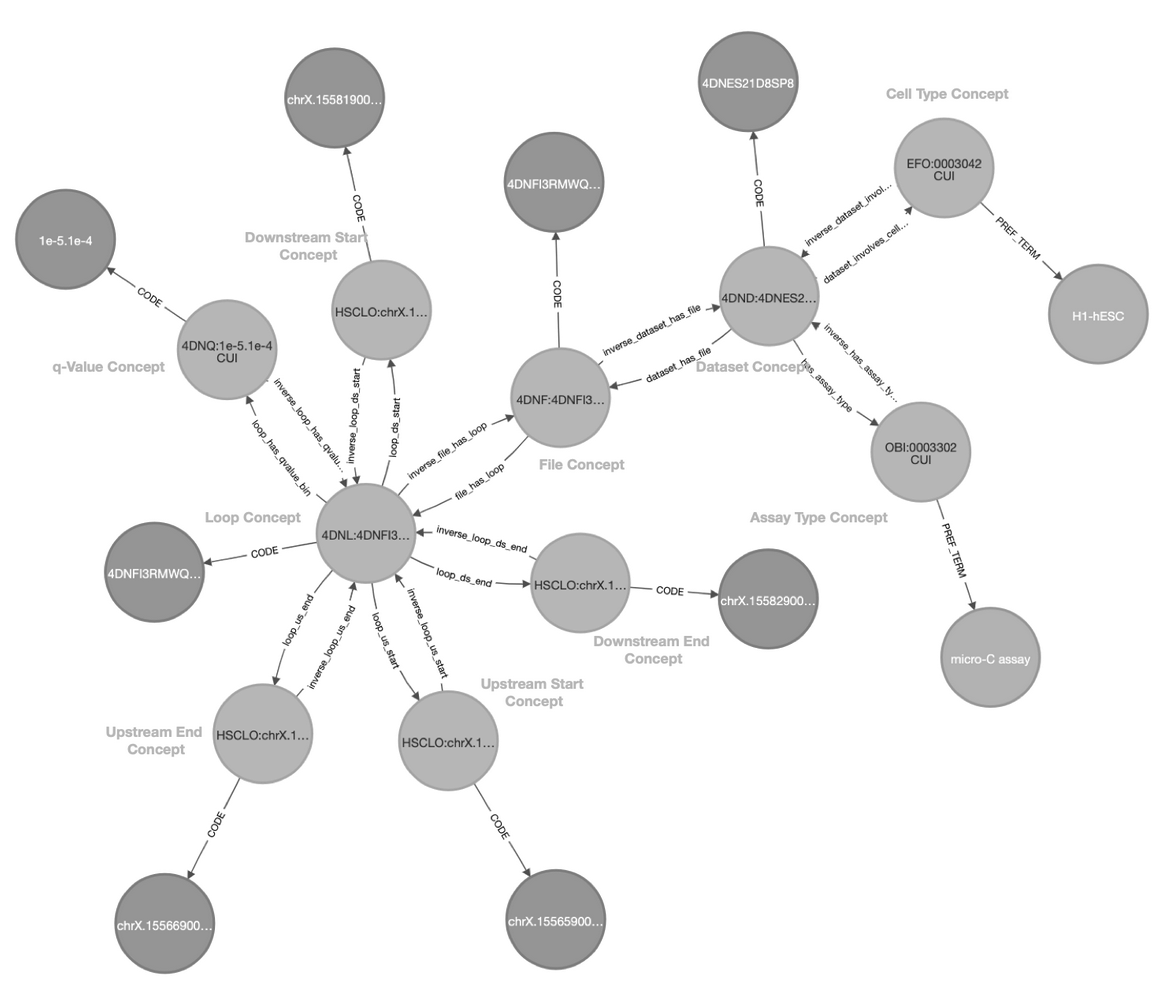 4DNES21D8SP8
Cell Type Concept
chrX.15581900...
CODE
EFO:0003042
CUI
4DNFI3RMWQ...
inverse_dataset_invol...
dataset_involves_cell...
PREF_TERM
CODE
Downstream Start
Concept
1e-5.1e-4
CODE
CODE
HSCLO:chrX.1...
4DND:4DNES2...
H1-hESC
inverse_dataset_has_file
dataset_has_file
4DNQ:1e-5.1e-4
CUI
q-Value Concept
Dataset Concept
inverse_has_assay_ty...
has_assay_type
inverse_loop_has_qvalu...
loop_has_qvalue_bin
inverse_loop_ds_start
loop_ds_start
4DNF:4DNFI3...
inverse_file_has_loop
file_has_loop
File Concept
OBI:0003302
CUI
Loop Concept
Assay Type Concept
4DNL:4DNFI3...
CODE
4DNFI3RMWQ...
inverse_loop_ds_end
loop_ds_end
HSCLO:chrX.1...
CODE
chrX.15582900...
PREF_TERM
Downstream End
Concept
micro-C assay
loop_us_end
inverse_loop_us_end
loop_us_start
inverse_loop_us_start
Upstream Start
Concept
Upstream End
Concept
HSCLO:chrX.1...
HSCLO:chrX.1...
CODE
CODE
chrX.15566900...
chrX.15565900...